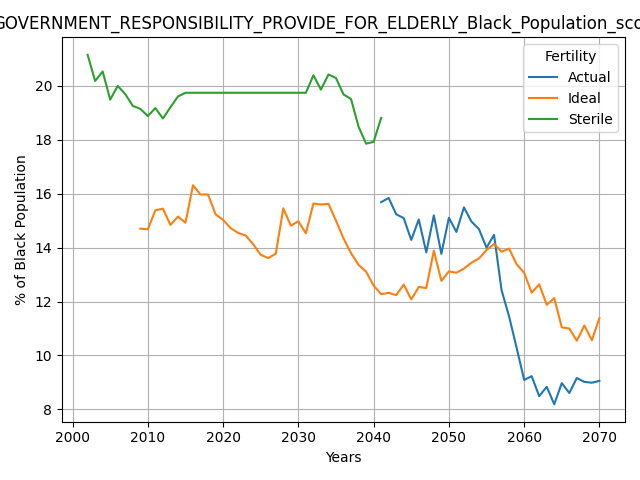 GOVERNMENT_RESPONSIBILITY_PROVIDE_FOR_ELDERLY_Black_Population_sco
Fertility
Actual
Ideal
Sterile
% of Black Population
20
18
16
14
12
10
8
2000 2010 2020 2030 2040 2050 2060 2070
Years